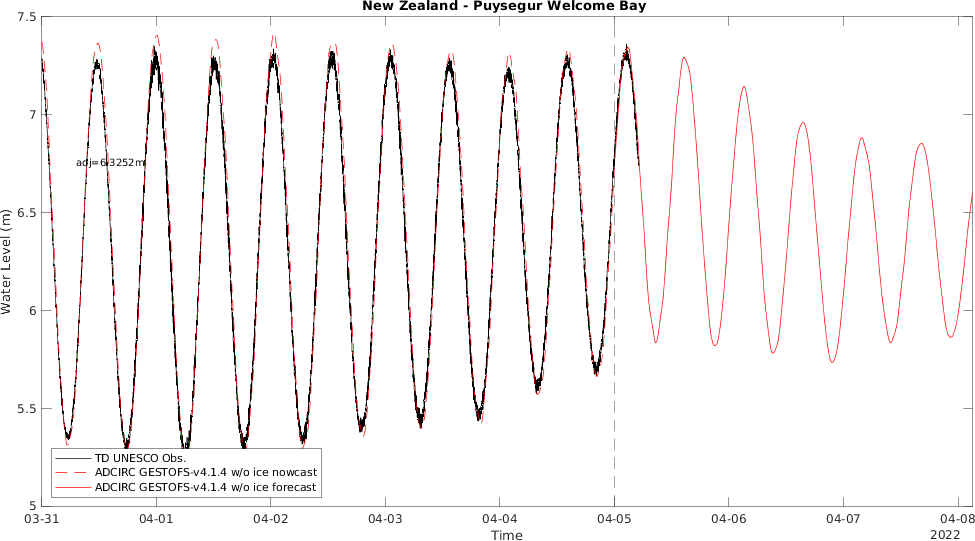 New Zealand - Puysegur Welcome Bay
7.5
7
6.5
6
5.5
5
Water Level (m)
adj=6.3252m
TD UNESCO Obs.
ADCIRC GESTOFS-v4.1.4 w/o ice nowcast
ADCIRC GESTOFS-v4.1.4 w/o ice forecast
03-31 04-01 04-02 04-03 04-04 04-05 04-06 04-07 04-08
Time
2022